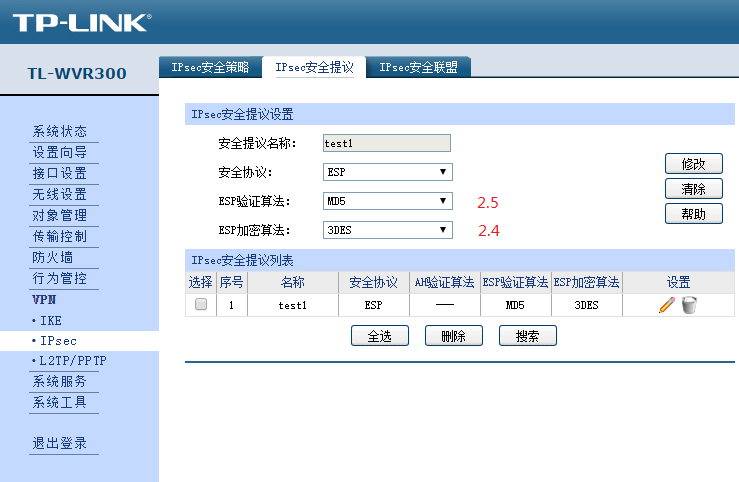 TP-LINK®
TL-WVR300
IPsec安全策略 IPsec安全提议 IPsec安全联盟
系统状态
设置向导
接口设置
无线设置
对象管理
传输控制
防火墙
行为管控
VPN
·IKE
·IPsec
·L2TP/PPTP
系统服务
系统工具
退出登录
IPsec安全提议设置
安全提议名称： test1
安全协议： ESP
ESP验证算法： MD5 2.5
ESP加密算法： 3DES 2.4
修改
清除
帮助
IPsec安全提议列表
选择 序号 名称 安全协议 AH验证算法 ESP验证算法 ESP加密算法 设置
1 test1 ESP —— MD5 3DES
全选 删除 搜索